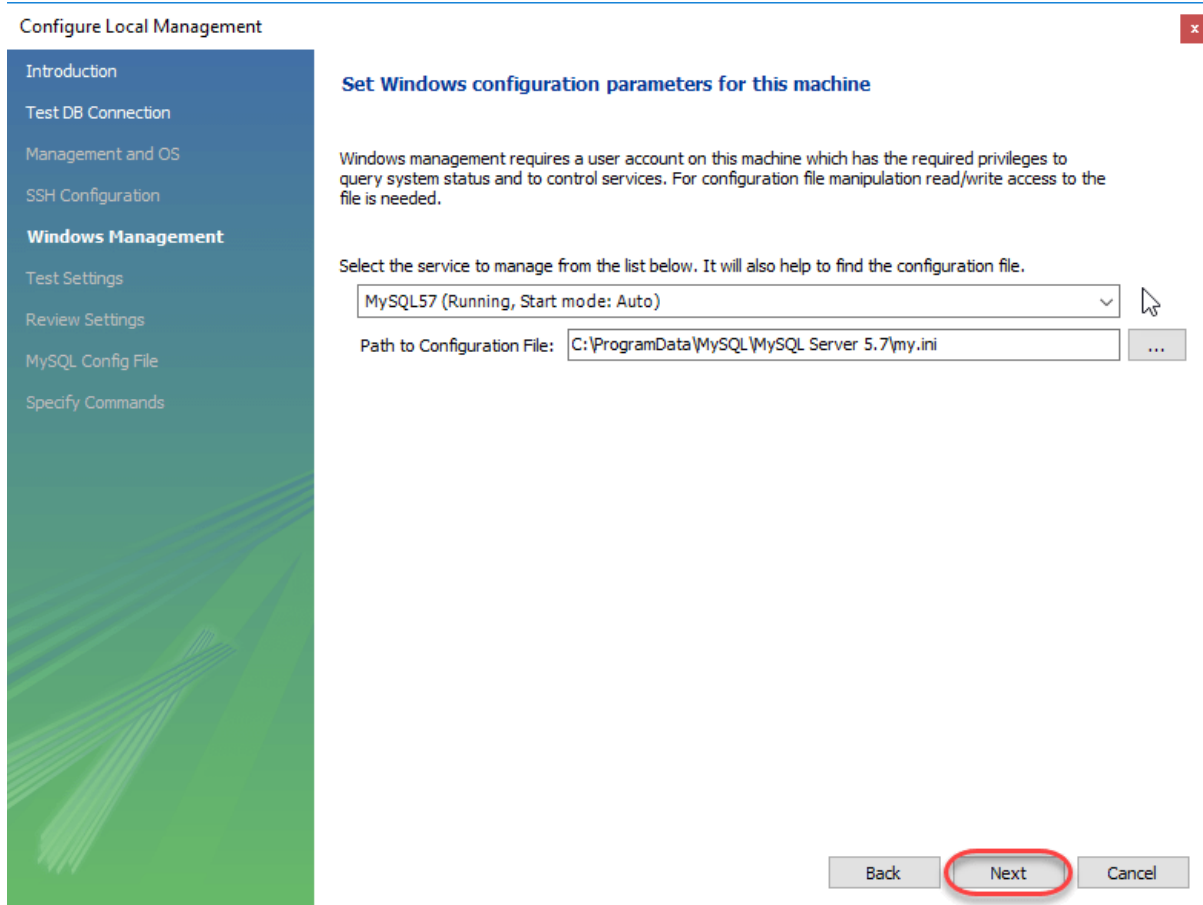 Configure Local Management
x
Introduction
Test DB Connection
Management and OS
SSH Configuration
Windows Management
Test Settings
Review Settings
MySQL Config File
Specify Commands
Set Windows configuration parameters for this machine
Windows management requires a user account on this machine which has the required privileges to
query system status and to control services. For configuration file manipulation read/write access to the
file is needed.
Select the service to manage from the list below. It will also help to find the configuration file.
MySQL57 (Running, Start mode: Auto)
Path to Configuration File: C:\ProgramData\MySQL\MySQL Server 5.7\my.ini ...
Back Next Cancel